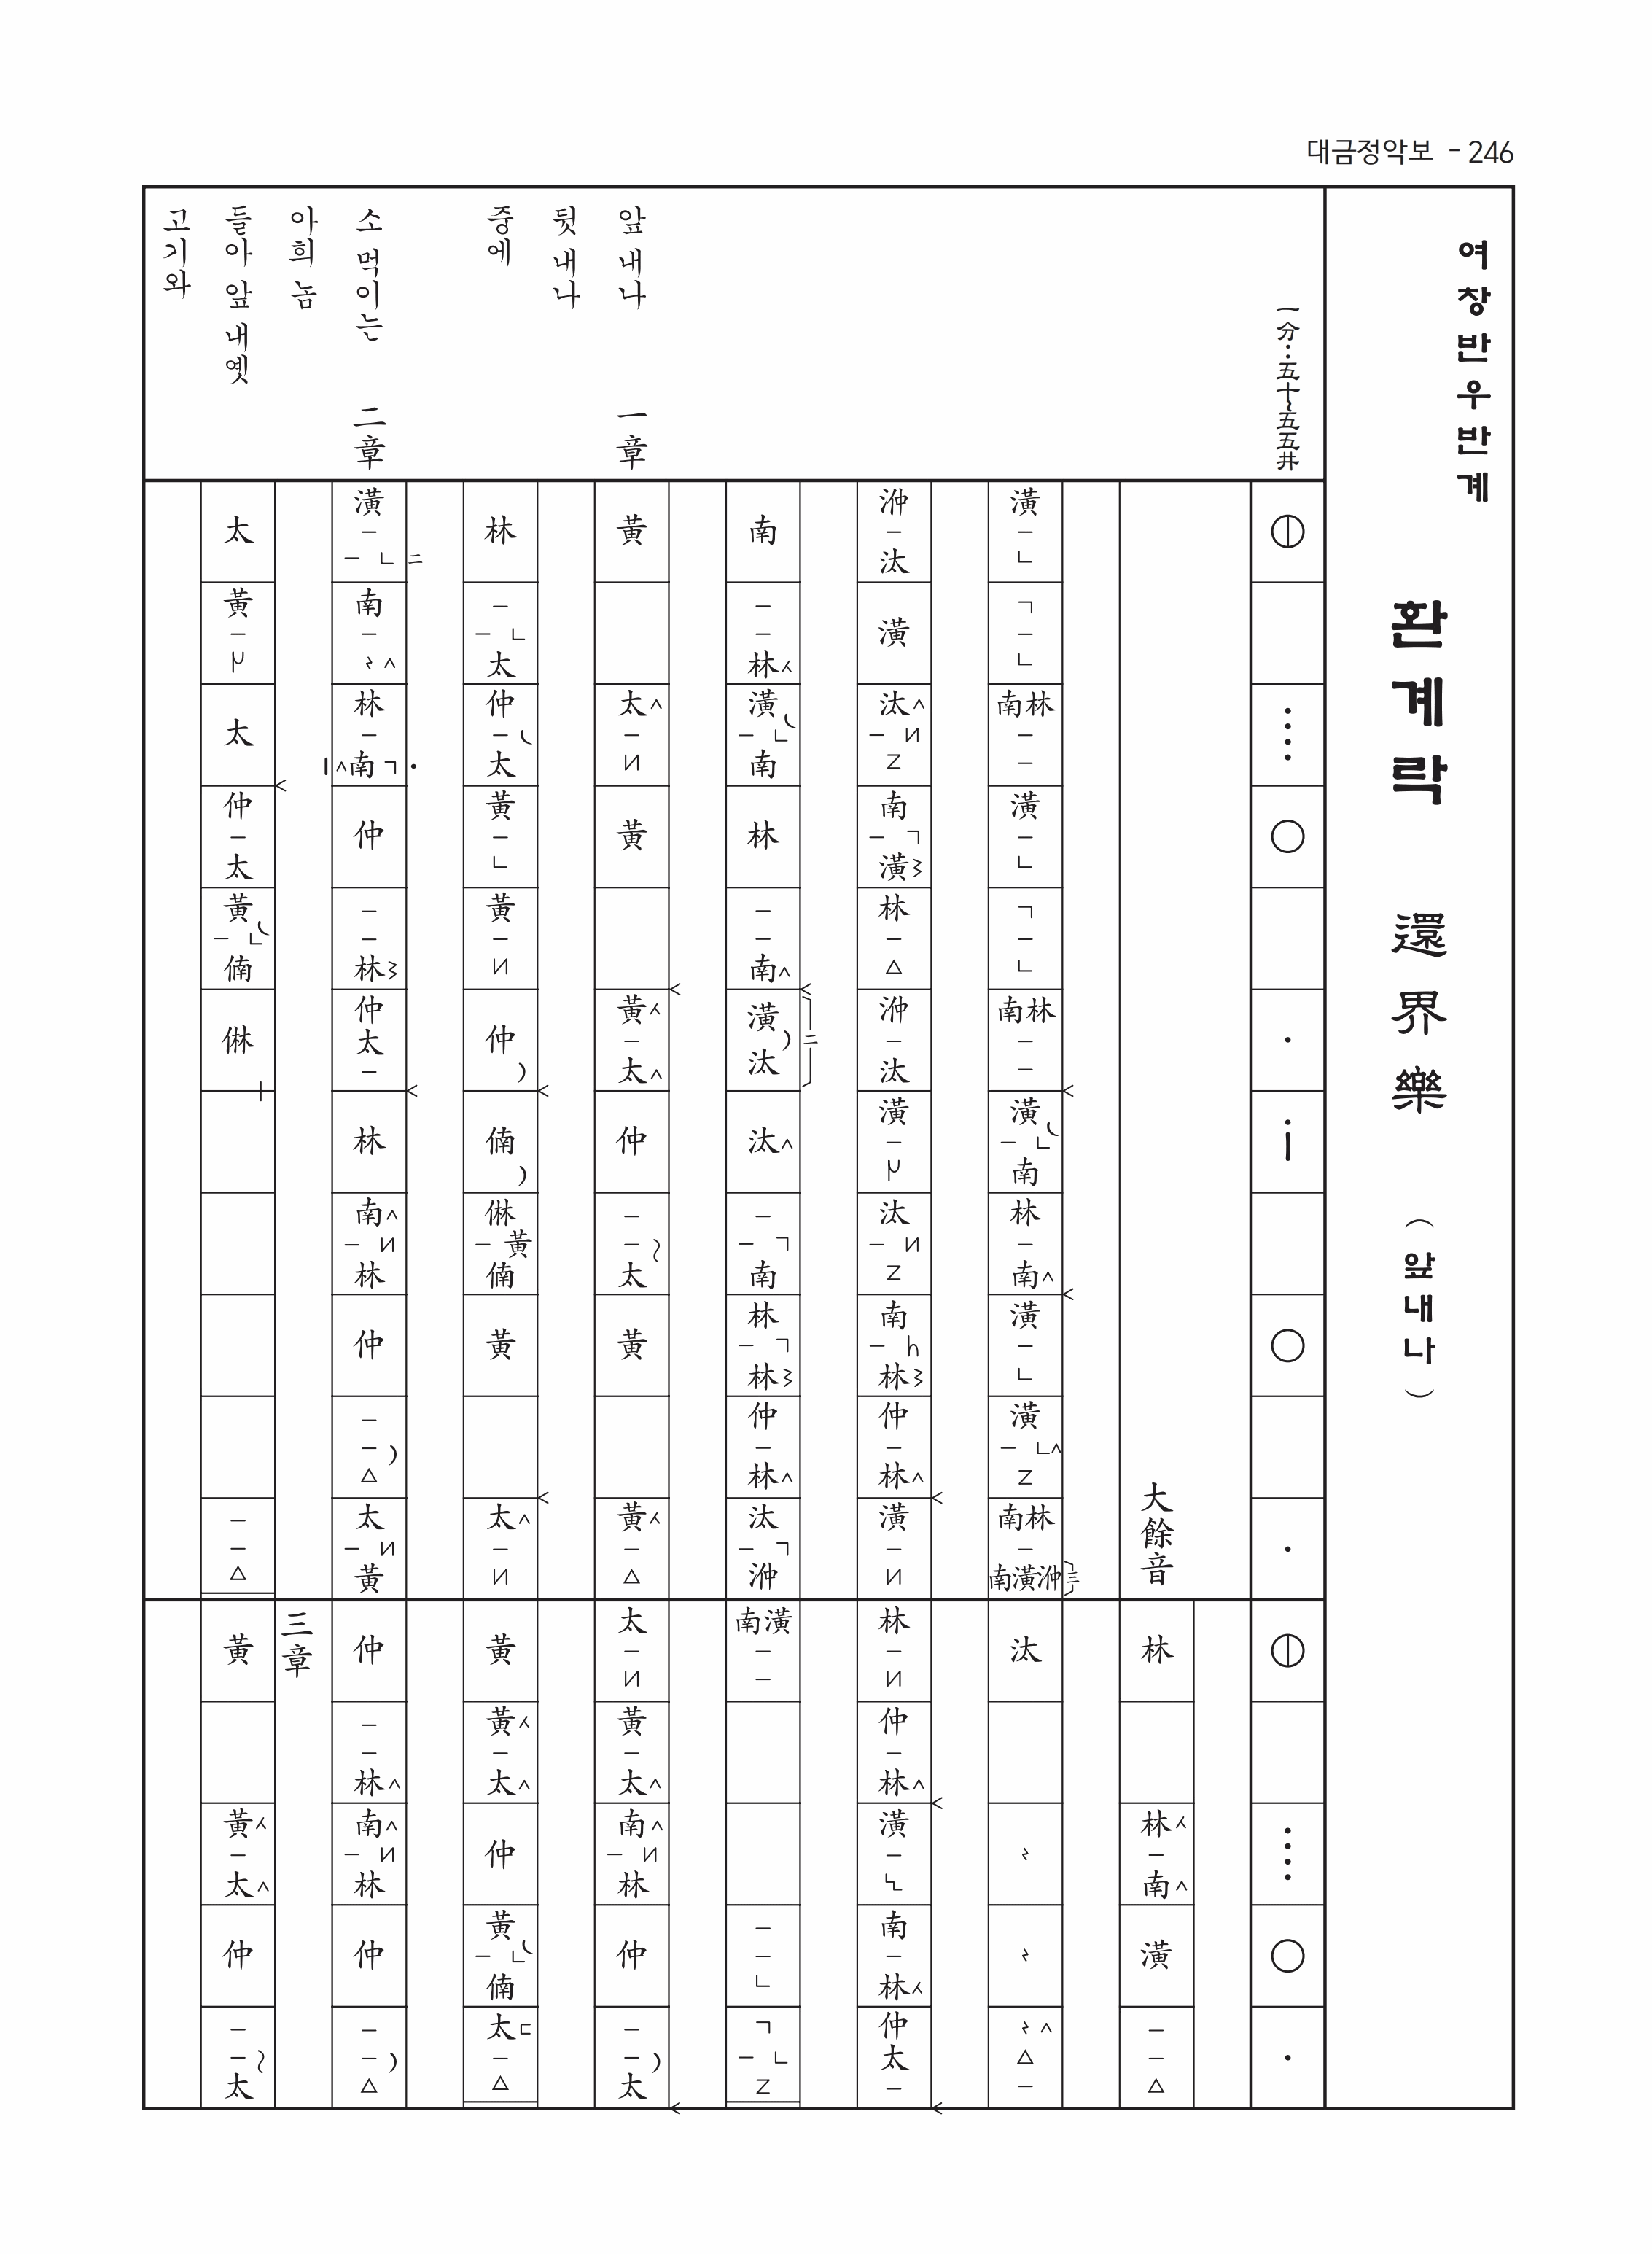 대금정악보 - 246
여창반우반계
환계락 還界樂 (앞내나)
一分‥五十~五五井
大餘音
林 林 - 南 潢 - - △
潢 - ㄴ ㄱ - ㄴ 南林 - - 潢 - ㄴ ㄱ - ㄴ 南林 - - 潢 - ㄴ 南 林 - 南 潢 - ㄴ 潢 - ㄴ 南林 - 南潢㳞 三
汰 △ -
㳞 - 汰 潢 汰 - 南 - ㄱ 潢 林 - △ 㳞 - 汰 潢 - 汰 - 南 - 林 仲 - 林 潢 -
林 - 仲 - 林 潢 - 南 - 林 仲 太 -
南 - - 林 潢 - ㄴ 南 林 - - 南 潢 汰 二 汰 - - ㄱ 南 林 - ㄱ 林 仲 - 林 汰 - ㄱ 㳞
南潢 - - - - ㄴ ㄱ - ㄴ
앞 내나
一章
黃 太 - 黃 黃 - 太 仲 - - 太 黃 黃 - △
太 - 黃 - 太 南 - 林 仲 - - 太
뒷 내나
중에
林 - - ㄴ 太 仲 - 太 黃 - ㄴ 黃 - 仲 㑲 㑣 - 黃 㑲 黃 太 -
黃 黃 - 太 仲 黃 - ㄴ 㑲 太 ㄷ - △
소 먹이는
二章
潢 - - ㄴ 二 南 - 林 - 南 ㄱ 仲 - - 林 仲 太 - 林 南 - 林 仲 - - △ 太 - 黃
仲 - - 林 南 - 林 仲 - - △
아희 놈
三章
들아 앞 내옛
太 黃 - 太 仲 - 太 黃 - ㄴ 㑲 㑣 - - △
黃 黃 - 太 仲 - - 太
고기와